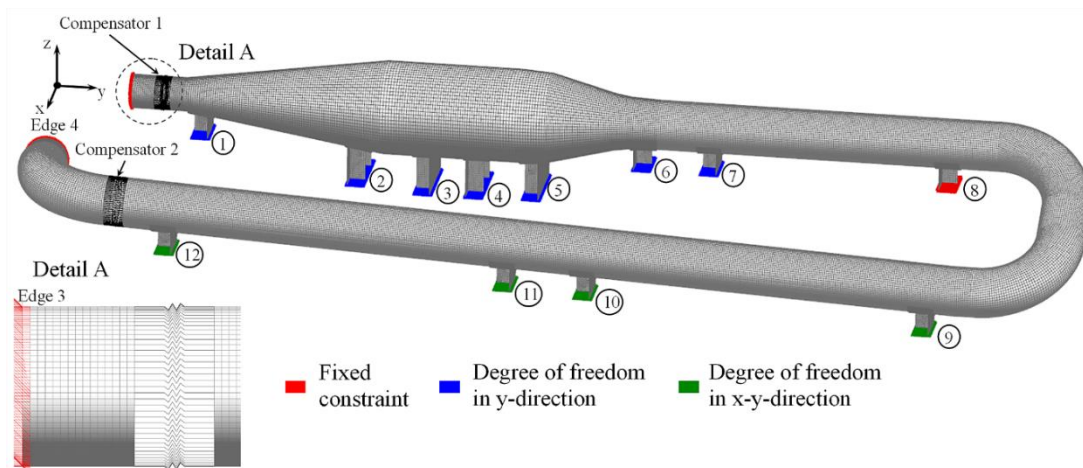 Compensator 1
Detail A
z
y
x
Edge 4
Compensator 2
1
2
3
4
5
6
7
8
12
11
10
9
Detail A
Edge 3
Fixed
constraint
Degree of freedom
in y-direction
Degree of freedom
in x-y-direction